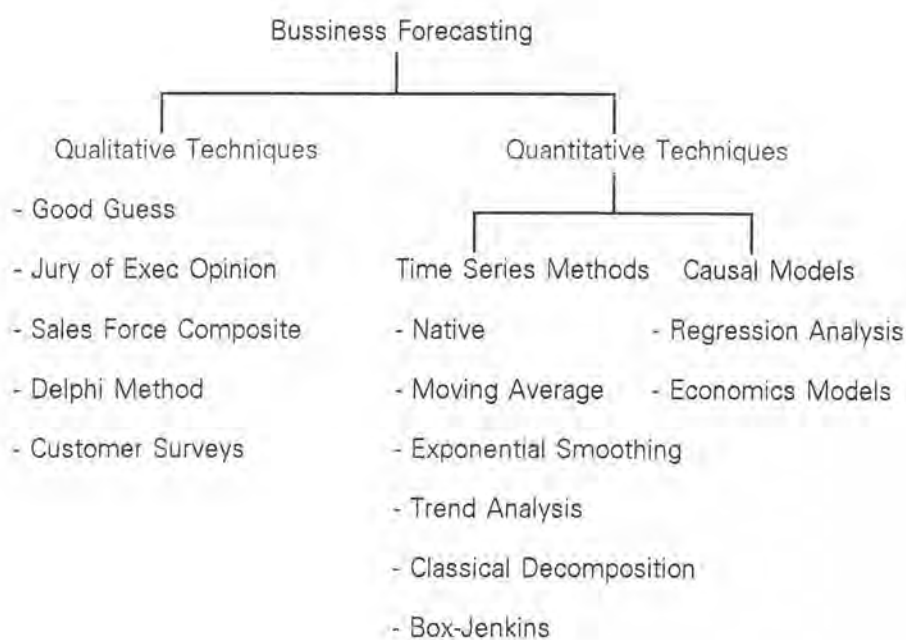 Bussiness Forecasting
Qualitative Techniques
- Good Guess
- Jury of Exec Opinion
- Sales Force Composite
- Delphi Method
- Customer Surveys
Quantitative Techniques
Time Series Methods
- Native
- Moving Average
- Exponential Smoothing
- Trend Analysis
- Classical Decomposition
- Box-Jenkins
Causal Models
- Regression Analysis
- Economics Models